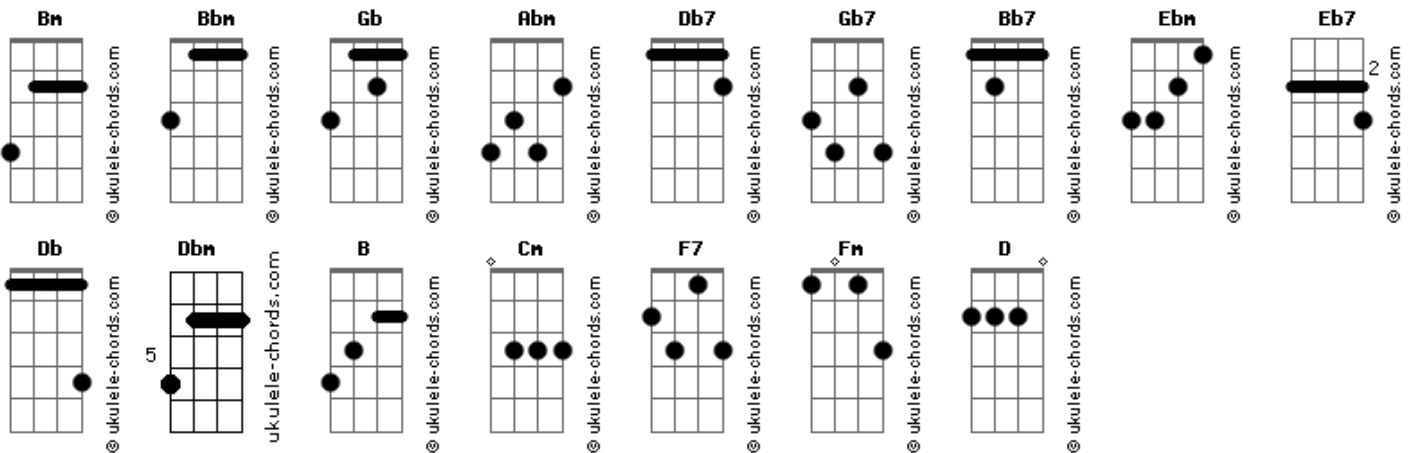 Bm Bbm Gb Abm Db7 Gb7 Bb7 Ebm Eb7
© ukulele-chords.com © ukulele-chords.com © ukulele-chords.com © ukulele-chords.com © ukulele-chords.com © ukulele-chords.com © ukulele-chords.com © ukulele-chords.com 2 © ukulele-chords.com
Db Dbm B Cm F7 Fm D
© ukulele-chords.com 5 ukulele-chords.com © ukulele-chords.com © ukulele-chords.com © ukulele-chords.com © ukulele-chords.com © ukulele-chords.com